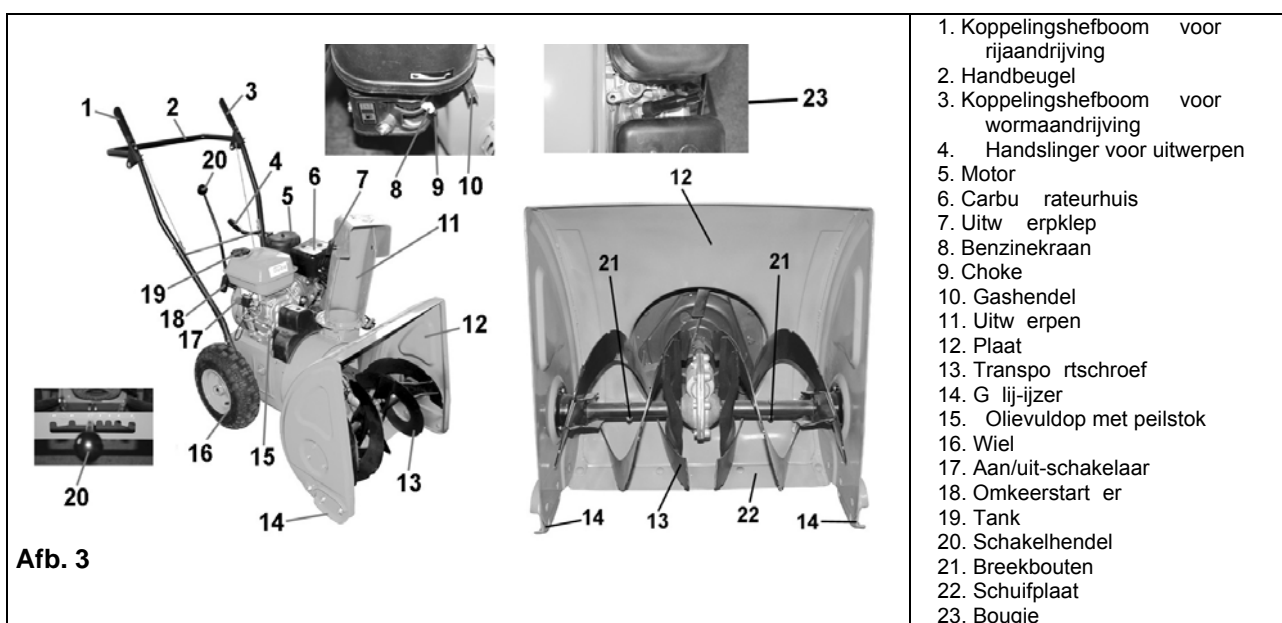 1
2
3
20
4
5
6
7
8
9
10
11
23
12
19
18
17
12
16
15
20
13
14
21
21
14
13
22
14
Afb. 3
1. Koppelingshefboom voor
rijaandrijving
2. Handbeugel
3. Koppelingshefboom voor
wormaandrijving
4. Handslinger voor uitwerpen
5. Motor
6. Carbu rateurhuis
7. Uitw erpklep
8. Benzinekraan
9. Choke
10. Gashendel
11. Uitw erpen
12. Plaat
13. Transpo rtschroef
14. G lij-ijzer
15. Olievuldop met peilstok
16. Wiel
17. Aan/uit-schakelaar
18. Omkeerstart er
19. Tank
20. Schakelhendel
21. Breekbouten
22. Schuifplaat
23. Bougie